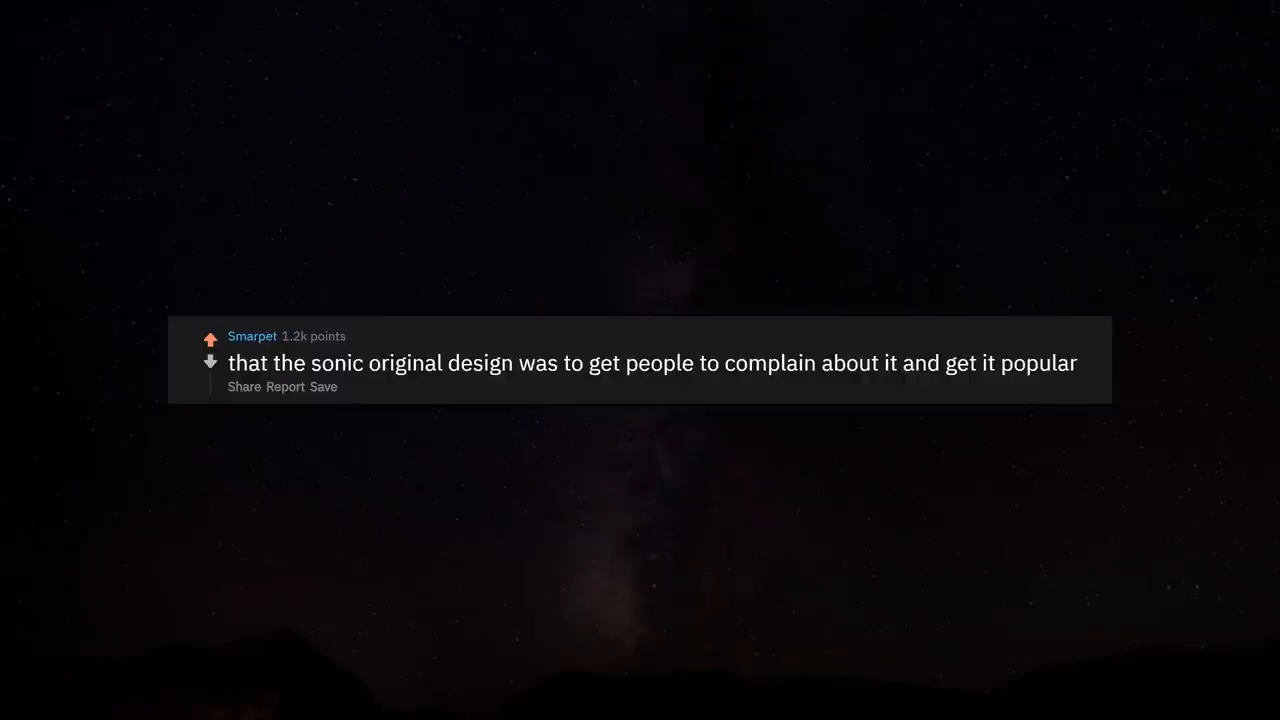 Smarpet 1.2k points
that the sonic original design was to get people to complain about it and get it popular
Share Report Save